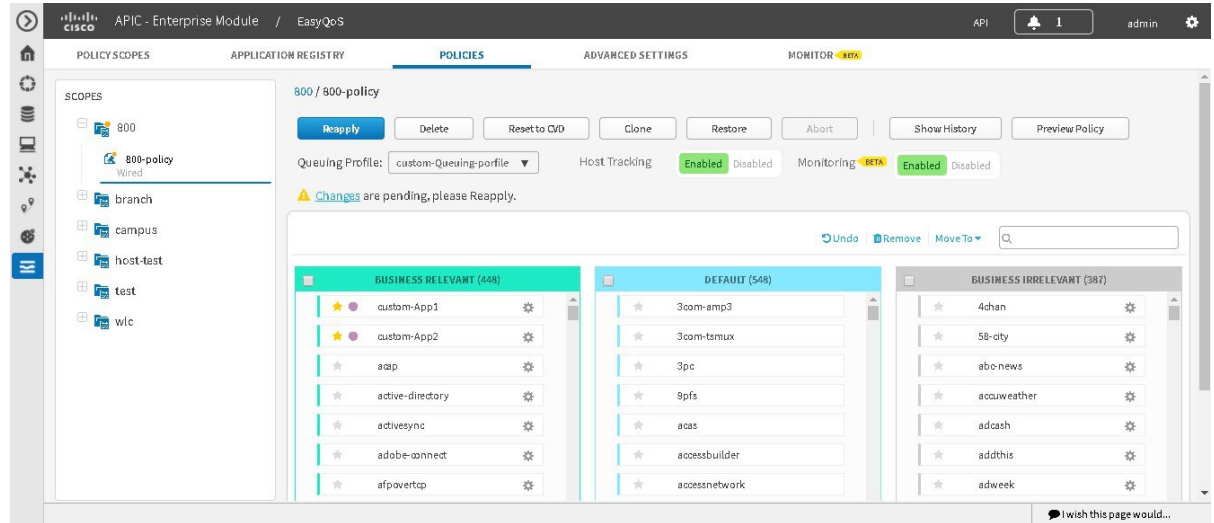 cisco APIC - Enterprise Module / EasyQoS API 1 admin
POLICY SCOPES APPLICATION REGISTRY POLICIES ADVANCED SETTINGS MONITOR BETA
SCOPES
800
800-policy
Wired
branch
campus
host-test
test
wlc
800 / 800-policy
Reapply Delete Reset to CVD Clone Restore Abort Show History Preview Policy
Queuing Profile: custom-Queuing-porfile Host Tracking Enabled Disabled Monitoring BETA Enabled Disabled
Changes are pending, please Reapply.
Undo Remove Move To
BUSINESS RELEVANT (448)
custom-App1
custom-App2
acap
active-directory
activesync
adobe-connect
afpovertcp
DEFAULT (548)
3com-amp3
3com-tsmux
3pc
9pfs
acas
accessbuilder
accessnetwork
BUSINESS IRRELEVANT (387)
4chan
58-city
abc-news
accuweather
adcash
addthis
adweek
I wish this page would...